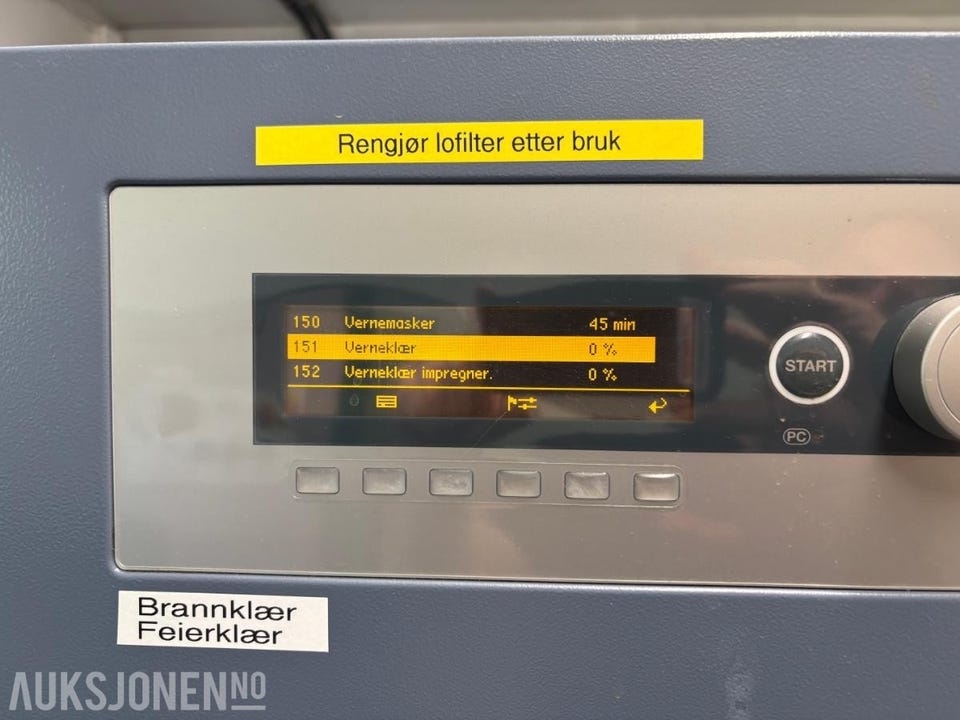 Rengjør lofilter etter bruk
150 Vernemasker 45 min
151 Verneklær 0 %
152 Verneklær impregner. 0 %
START
PC
Brannklær
Feierklær
AUKSJONEN.NO